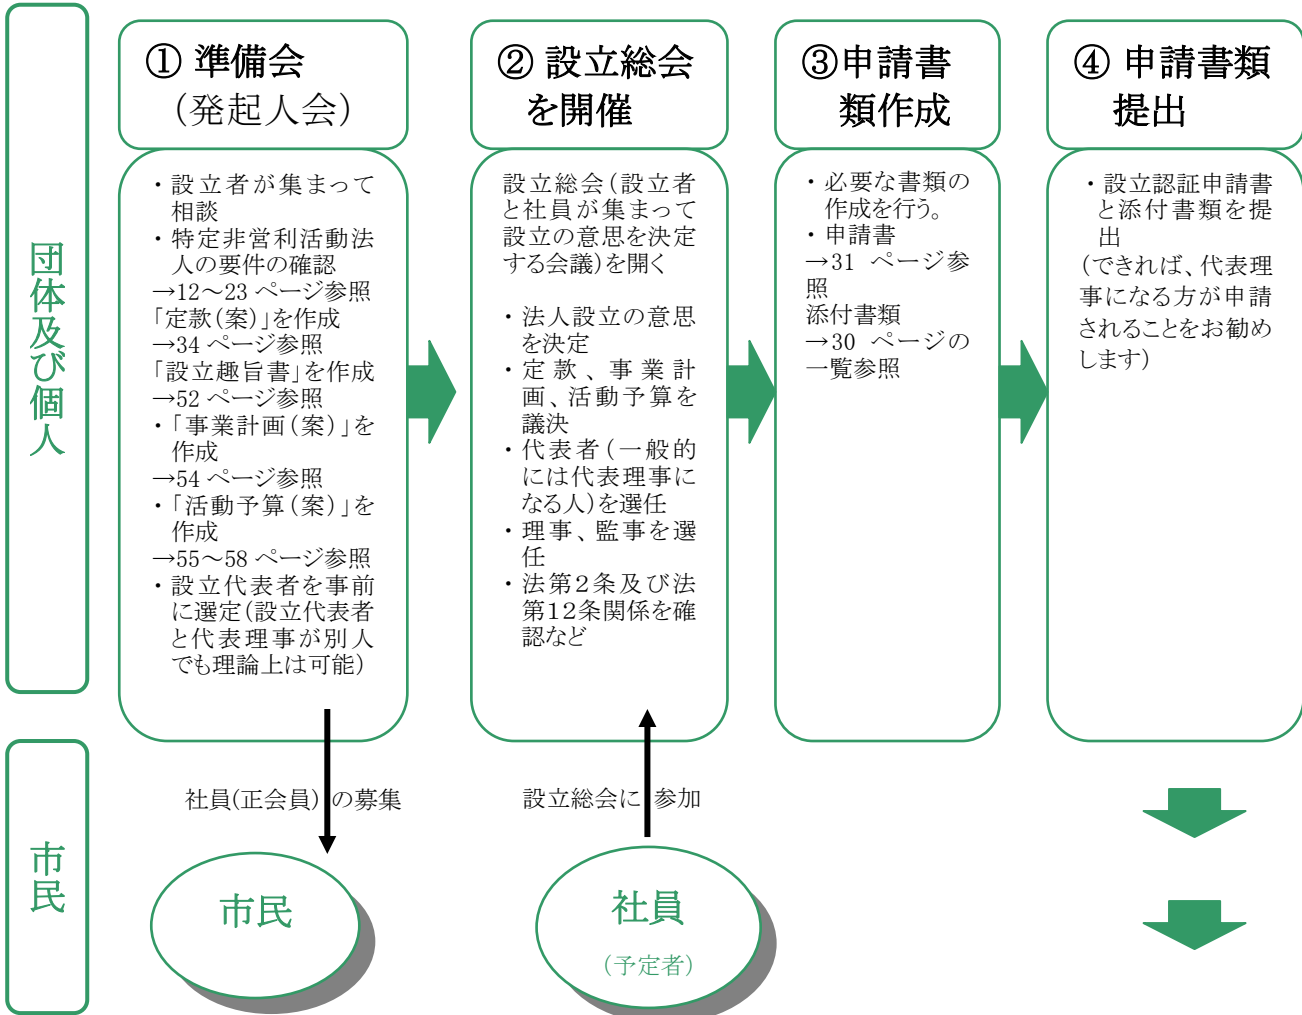 団体及び個人
① 準備会
（発起人会）
・設立者が集まって
相談
・特定非営利活動法
人の要件の確認
→12～23 ページ参照
「定款（案）」を作成
→34 ページ参照
「設立趣旨書」を作成
→52 ページ参照
・「事業計画（案）」を
作成
→54 ページ参照
・「活動予算（案）」を
作成
→55～58 ページ参照
・設立代表者を事前
に選定（設立代表者
と代表理事が別人
でも理論上は可能）
② 設立総会
を開催
設立総会（設立者
と社員が集まって
設立の意思を決定
する会議）を開く
・法人設立の意思
を決定
・定款、事業計
画、活動予算を
議決
・代表者（一般的
には代表理事に
なる人）を選任
・理事、監事を選
任
・法第２条及び法
第１２条関係を確
認など
③申請書
類作成
・必要な書類の
作成を行う。
・申請書
→31 ページ参
照
添付書類
→30 ページの
一覧参照
④ 申請書類
提出
・設立認証申請書
と添付書類を提
出
（できれば、代表理
事になる方が申請
されることをお勧め
します）
市民
社員(正会員) の募集
設立総会に 参加
市民
社員
（予定者）